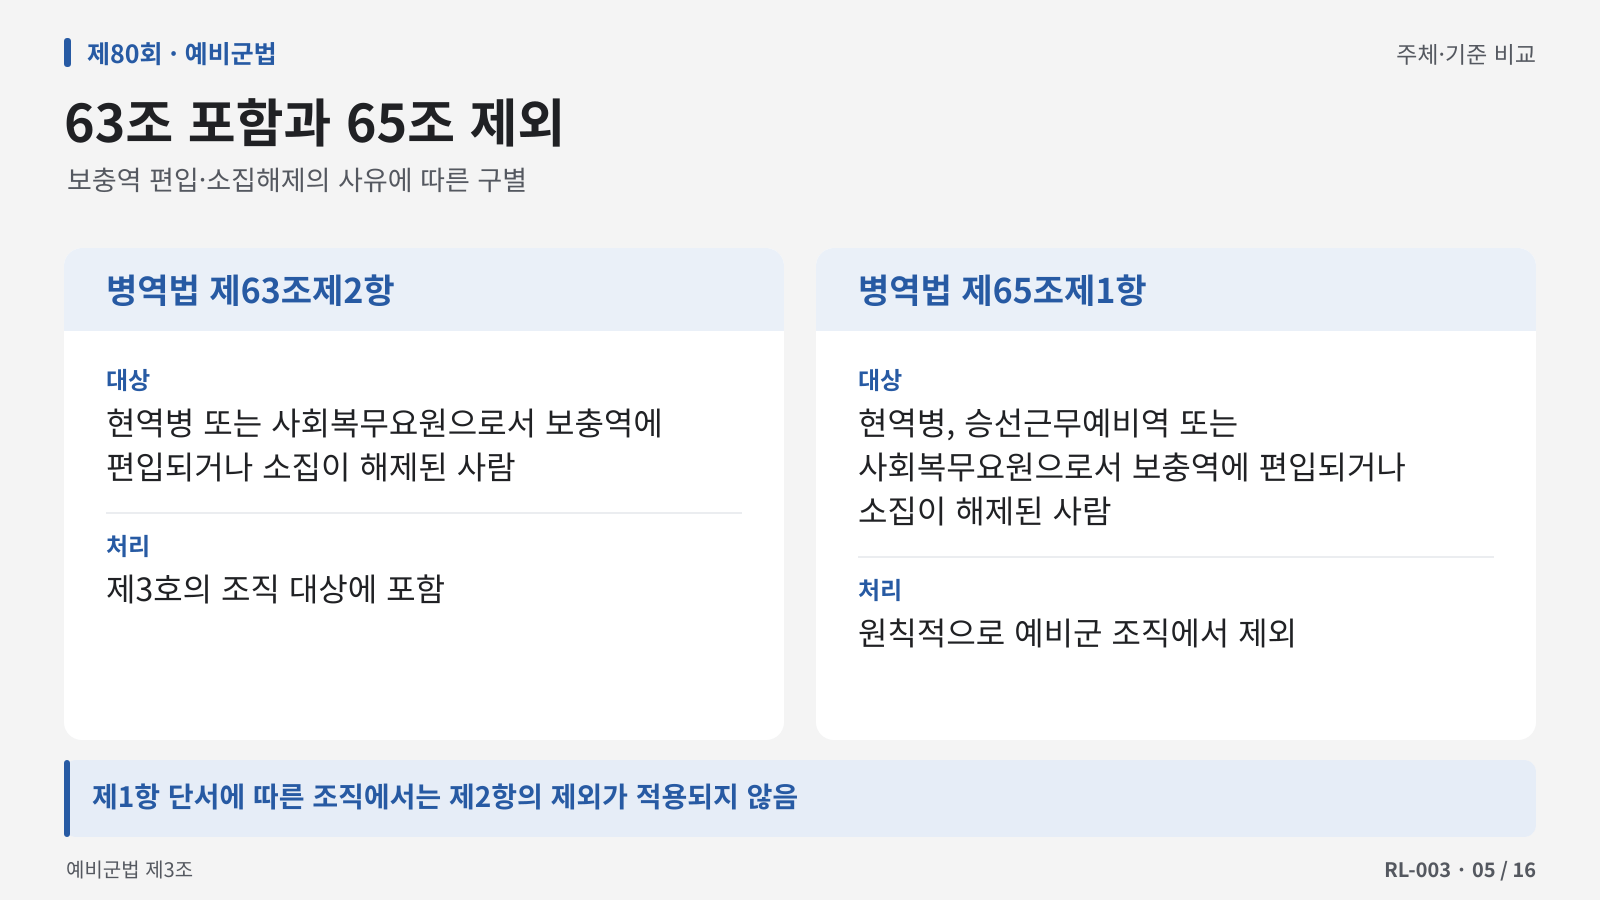 제80회 · 예비군법
주체·기준 비교
63조 포함과 65조 제외
보충역 편입·소집해제의 사유에 따른 구별
병역법 제63조제2항
대상
현역병 또는 사회복무요원으로서 보충역에
편입되거나 소집이 해제된 사람
처리
제3호의 조직 대상에 포함
병역법 제65조제1항
대상
현역병, 승선근무예비역 또는
사회복무요원으로서 보충역에 편입되거나
소집이 해제된 사람
처리
원칙적으로 예비군 조직에서 제외
제1항 단서에 따른 조직에서는 제2항의 제외가 적용되지 않음
예비군법 제3조
RL-003 · 05 / 16